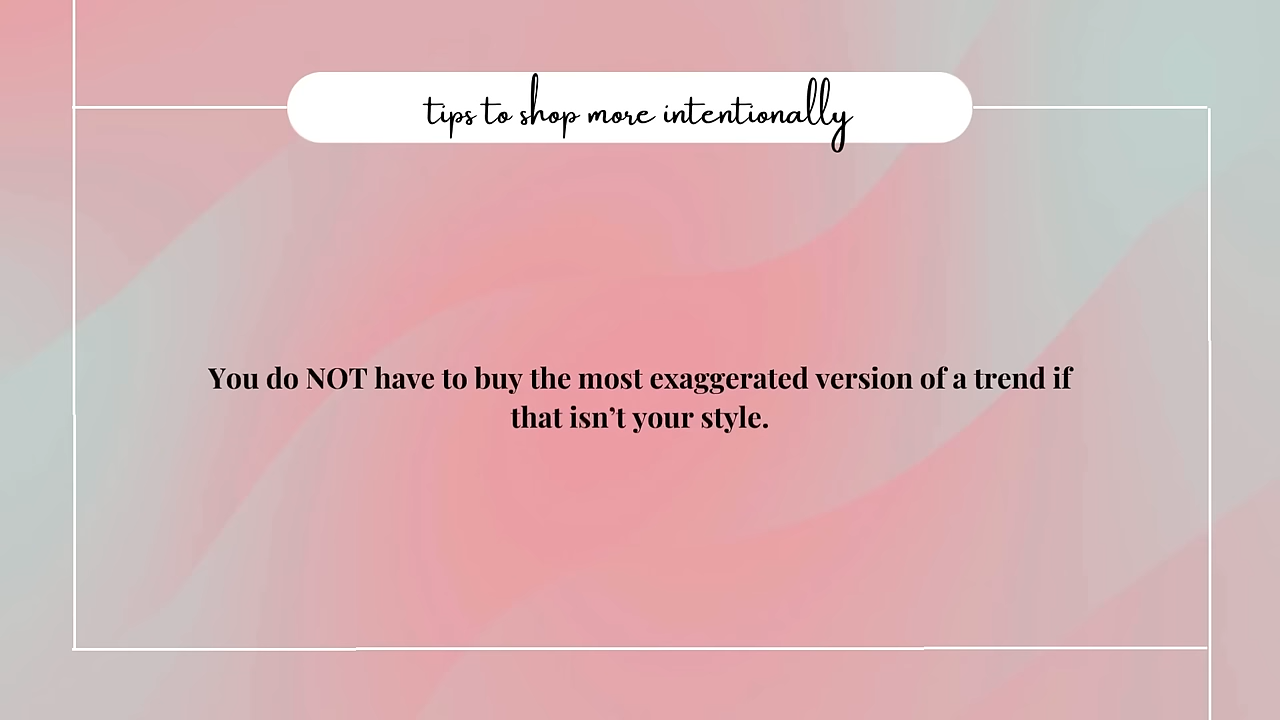 tips to shop more intentionally
You do NOT have to buy the most exaggerated version of a trend if
that isn’t your style.